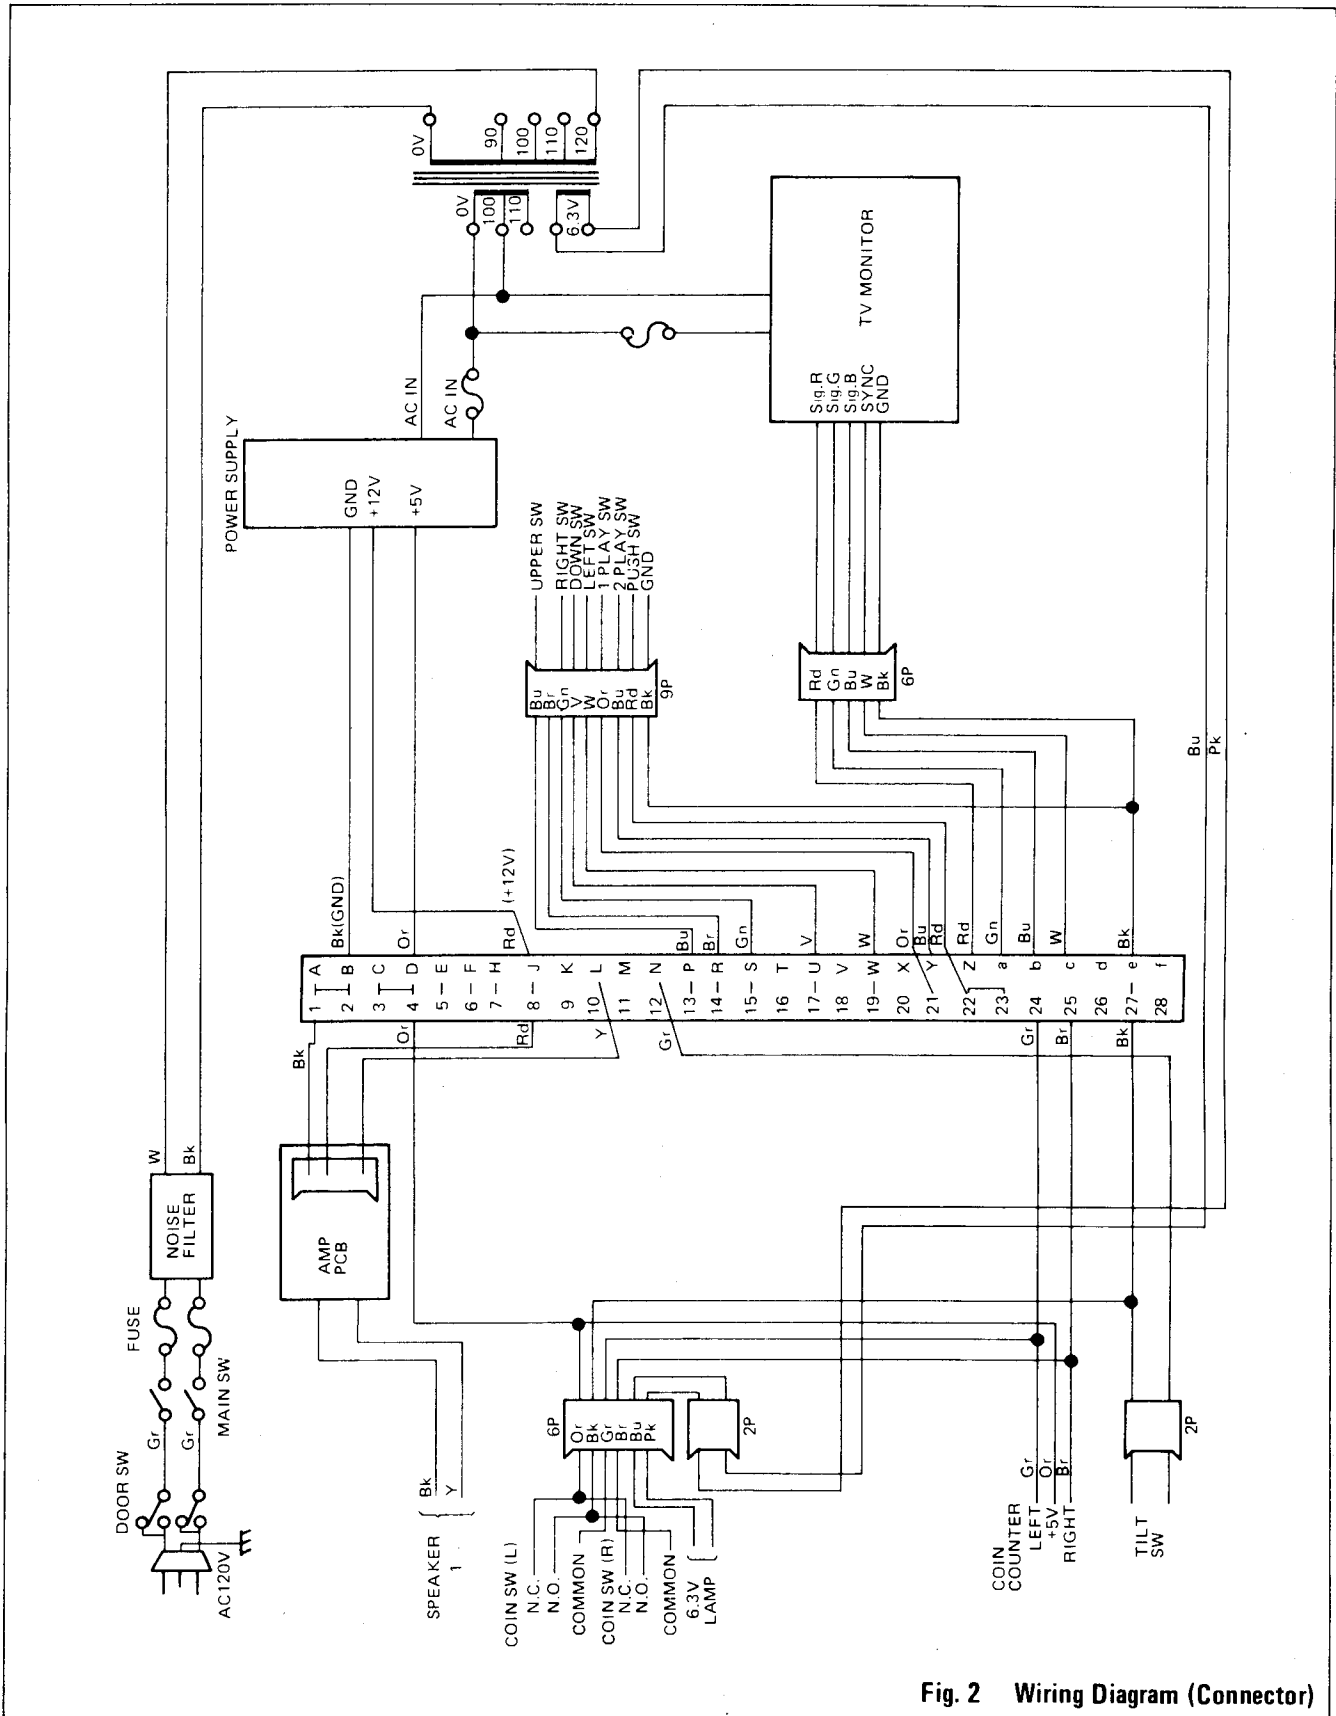 0V
90
100
110
120
0V
100
110
6.3V
TV MONITOR
Sig.R
Sig.G
Sig.B
SYNC
GND
AC IN
AC IN
POWER SUPPLY
GND
+12V
+5V
UPPER SW
RIGHT SW
DOWN SW
LEFT SW
1 PLAY SW
2 PLAY SW
PUSH SW
GND
Bu
Br
Gn
V
W
Or
Bu
Rd
Bk
9P
Rd
Gn
Bu
W
Bk
6P
Bu
Pk
Bk(GND)
Or
Rd
(+12V)
Bu
Br
Gn
V
W
Or
Bu
Rd
Rd
Gn
Bu
W
Bk
1 A
2 B
3 C
4 D
5 – E
6 – F
7 – H
8 – J
9 K
10 L
11 M
12 N
13 – P
14 – R
15 – S
16 T
17 – U
18 V
19 – W
20 X
21 – Y
22 Z
23 a
24 b
25 c
26 d
27 – e
28 f
Bk
Or
Rd
Y
Gr
Gr
Br
Bk
W
Bk
NOISE
FILTER
AMP
PCB
FUSE
MAIN SW
Gr
Gr
DOOR SW
AC120V
SPEAKER
1
Bk
Y
6P
Or
Bk
Gr
Br
Bu
Pk
2P
COIN SW (L)
N.C.
N.O.
COMMON
COIN SW (R)
N.C.
N.O.
COMMON
6.3V
LAMP
COIN
COUNTER
LEFT
+5V
RIGHT
Gr
Or
Br
TILT
SW
2P
Fig. 2 Wiring Diagram (Connector)